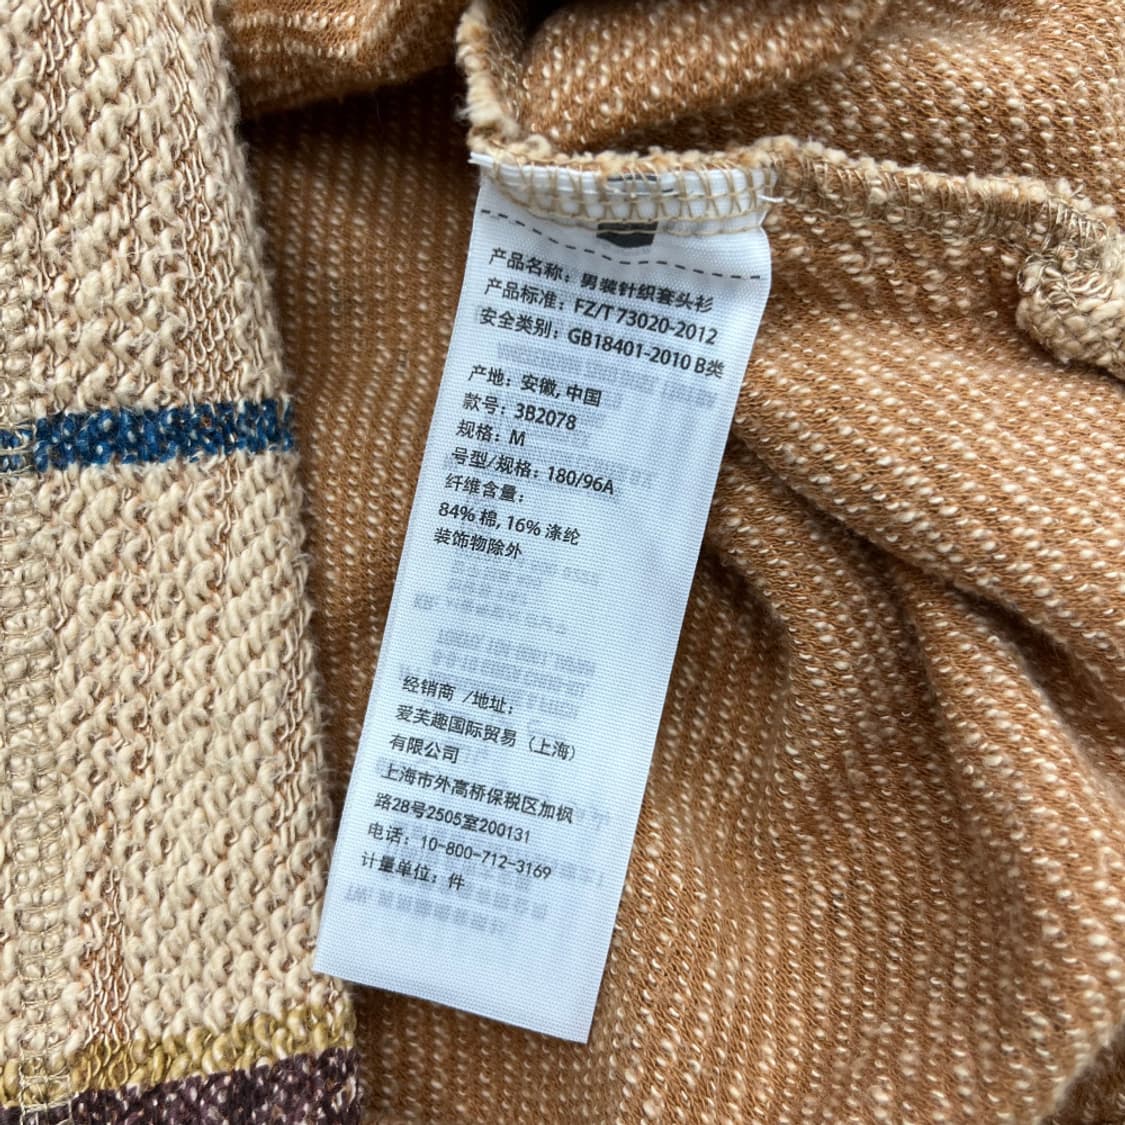 产品名称：男装针织套头衫
产品标准：FZ/T 73020-2012
安全类别：GB18401-2010 B类
产地：安徽, 中国
款号：3B2078
规格：M
号型/规格：180/96A
纤维含量：
84% 棉, 16% 涤纶
装饰物除外
经销商 /地址：
爱芙趣国际贸易（上海）
有限公司
上海市外高桥保税区加枫
路28号2505室200131
电话：10-800-712-3169
计量单位：件